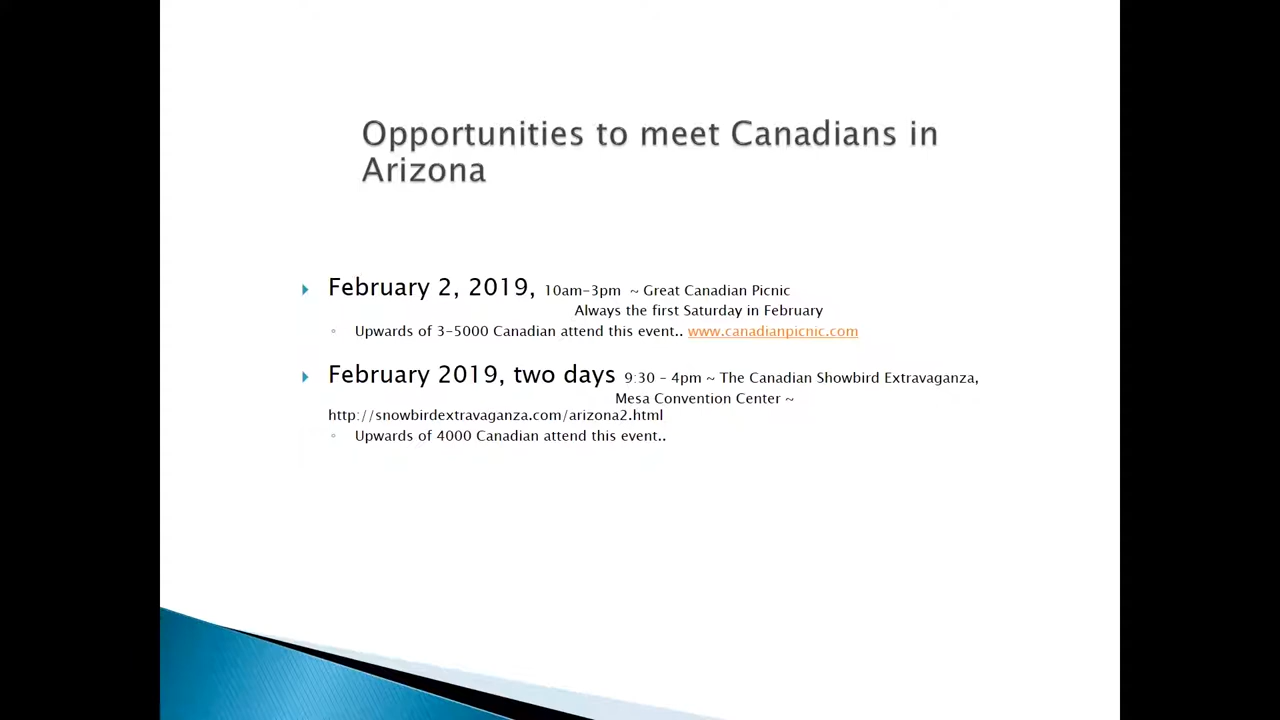 Opportunities to meet Canadians in
Arizona
February 2, 2019, 10am-3pm ~ Great Canadian Picnic
Always the first Saturday in February
Upwards of 3-5000 Canadian attend this event.. www.canadianpicnic.com
February 2019, two days 9:30 - 4pm ~ The Canadian Showbird Extravaganza,
Mesa Convention Center ~
http://snowbirdextravaganza.com/arizona2.html
Upwards of 4000 Canadian attend this event..